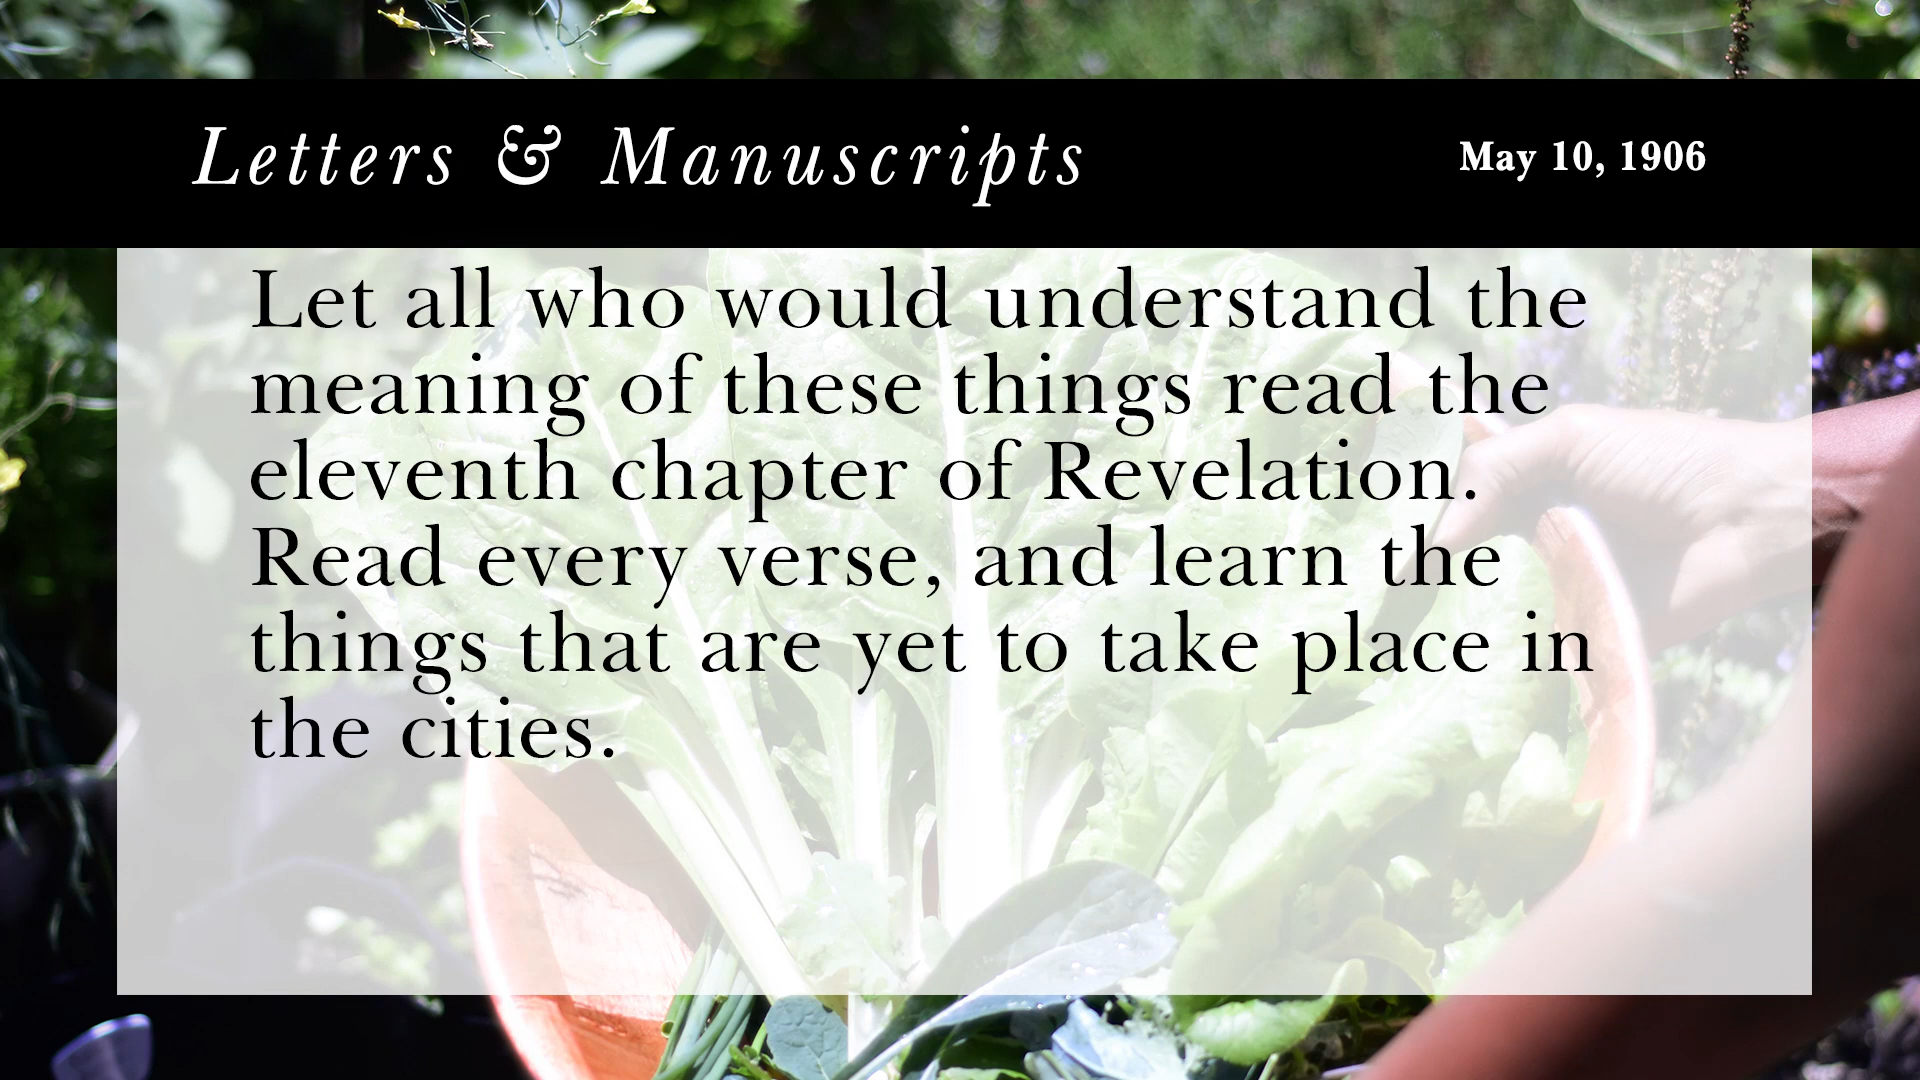 Letters & Manuscripts
May 10, 1906
Let all who would understand the
meaning of these things read the
eleventh chapter of Revelation.
Read every verse, and learn the
things that are yet to take place in
the cities.